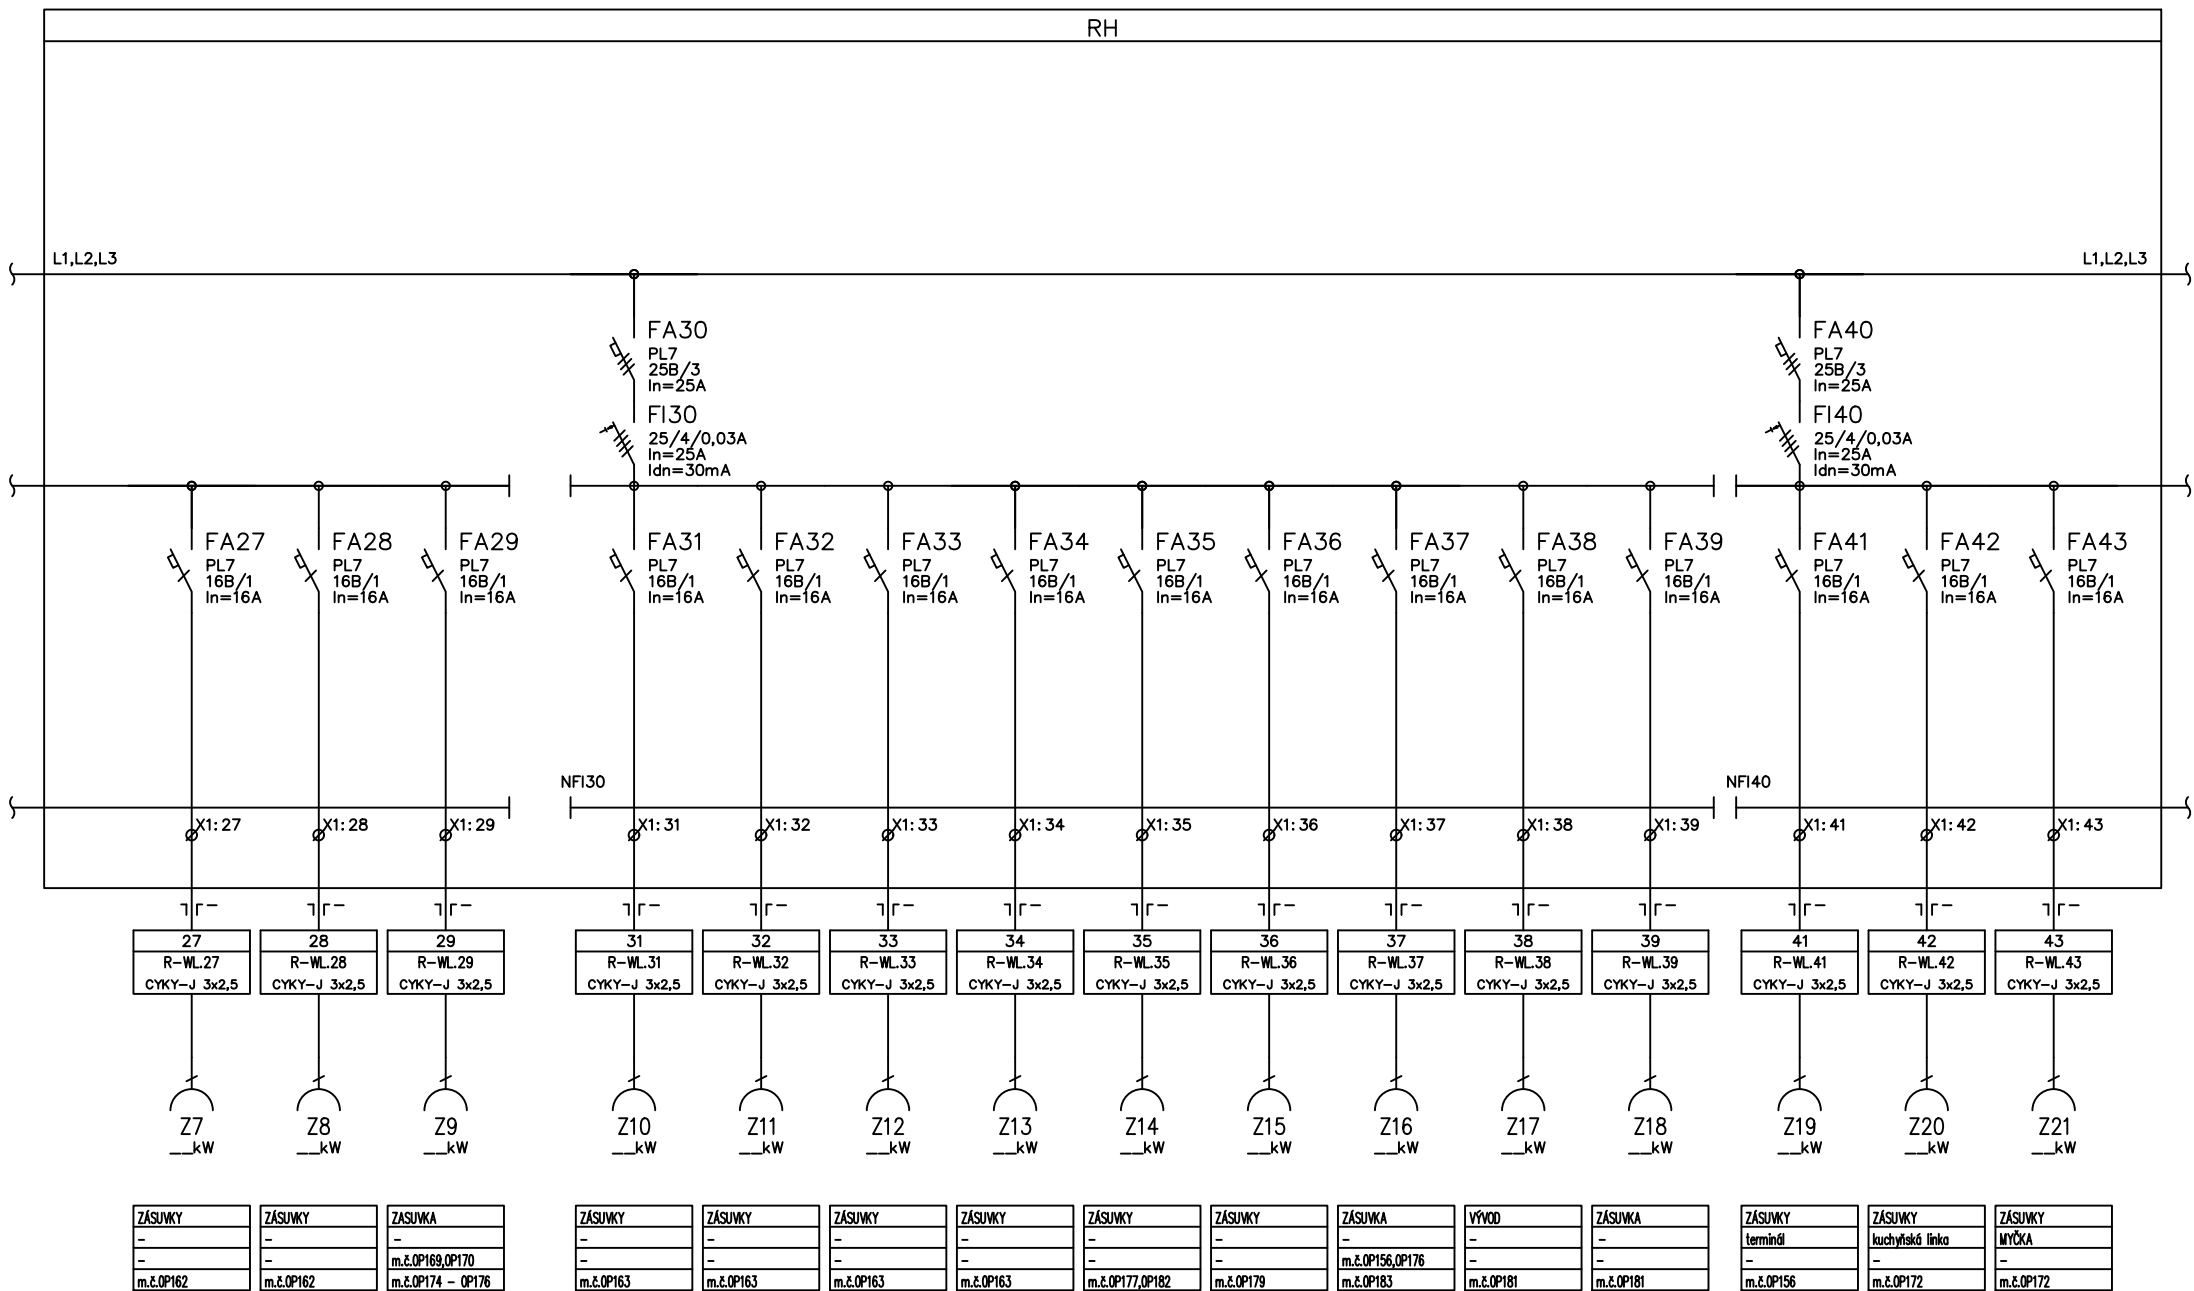 RH
L1,L2,L3
L1,L2,L3
FA30
PL7
25B/3
In=25A
FI30
25/4/0,03A
In=25A
Idn=30mA
FA40
PL7
25B/3
In=25A
FI40
25/4/0,03A
In=25A
Idn=30mA
FA27
PL7
16B/1
In=16A
FA28
PL7
16B/1
In=16A
FA29
PL7
16B/1
In=16A
FA31
PL7
16B/1
In=16A
FA32
PL7
16B/1
In=16A
FA33
PL7
16B/1
In=16A
FA34
PL7
16B/1
In=16A
FA35
PL7
16B/1
In=16A
FA36
PL7
16B/1
In=16A
FA37
PL7
16B/1
In=16A
FA38
PL7
16B/1
In=16A
FA39
PL7
16B/1
In=16A
FA41
PL7
16B/1
In=16A
FA42
PL7
16B/1
In=16A
FA43
PL7
16B/1
In=16A
NFI30
NFI40
X1:27
X1:28
X1:29
X1:31
X1:32
X1:33
X1:34
X1:35
X1:36
X1:37
X1:38
X1:39
X1:41
X1:42
X1:43
27
R-WL.27
CYKY-J 3x2,5
28
R-WL.28
CYKY-J 3x2,5
29
R-WL.29
CYKY-J 3x2,5
31
R-WL.31
CYKY-J 3x2,5
32
R-WL.32
CYKY-J 3x2,5
33
R-WL.33
CYKY-J 3x2,5
34
R-WL.34
CYKY-J 3x2,5
35
R-WL.35
CYKY-J 3x2,5
36
R-WL.36
CYKY-J 3x2,5
37
R-WL.37
CYKY-J 3x2,5
38
R-WL.38
CYKY-J 3x2,5
39
R-WL.39
CYKY-J 3x2,5
41
R-WL.41
CYKY-J 3x2,5
42
R-WL.42
CYKY-J 3x2,5
43
R-WL.43
CYKY-J 3x2,5
Z7
__kW
Z8
__kW
Z9
__kW
Z10
__kW
Z11
__kW
Z12
__kW
Z13
__kW
Z14
__kW
Z15
__kW
Z16
__kW
Z17
__kW
Z18
__kW
Z19
__kW
Z20
__kW
Z21
__kW
ZÁSUVKY
-
-
m.č.0P162
ZÁSUVKY
-
-
m.č.0P162
ZASUVKA
-
m.č.0P169,0P170
m.č.0P174 - 0P176
ZÁSUVKY
-
-
m.č.0P163
ZÁSUVKY
-
-
m.č.0P163
ZÁSUVKY
-
-
m.č.0P163
ZÁSUVKY
-
-
m.č.0P163
ZÁSUVKY
-
-
m.č.0P177,0P182
ZÁSUVKY
-
-
m.č.0P179
ZÁSUVKA
-
m.č.0P156,0P176
m.č.0P183
VÝVOD
-
-
m.č.0P181
ZÁSUVKA
-
-
m.č.0P181
ZÁSUVKY
terminál
-
m.č.0P156
ZÁSUVKY
kuchyňská linka
-
m.č.0P172
ZÁSUVKY
MYČKA
-
m.č.0P172